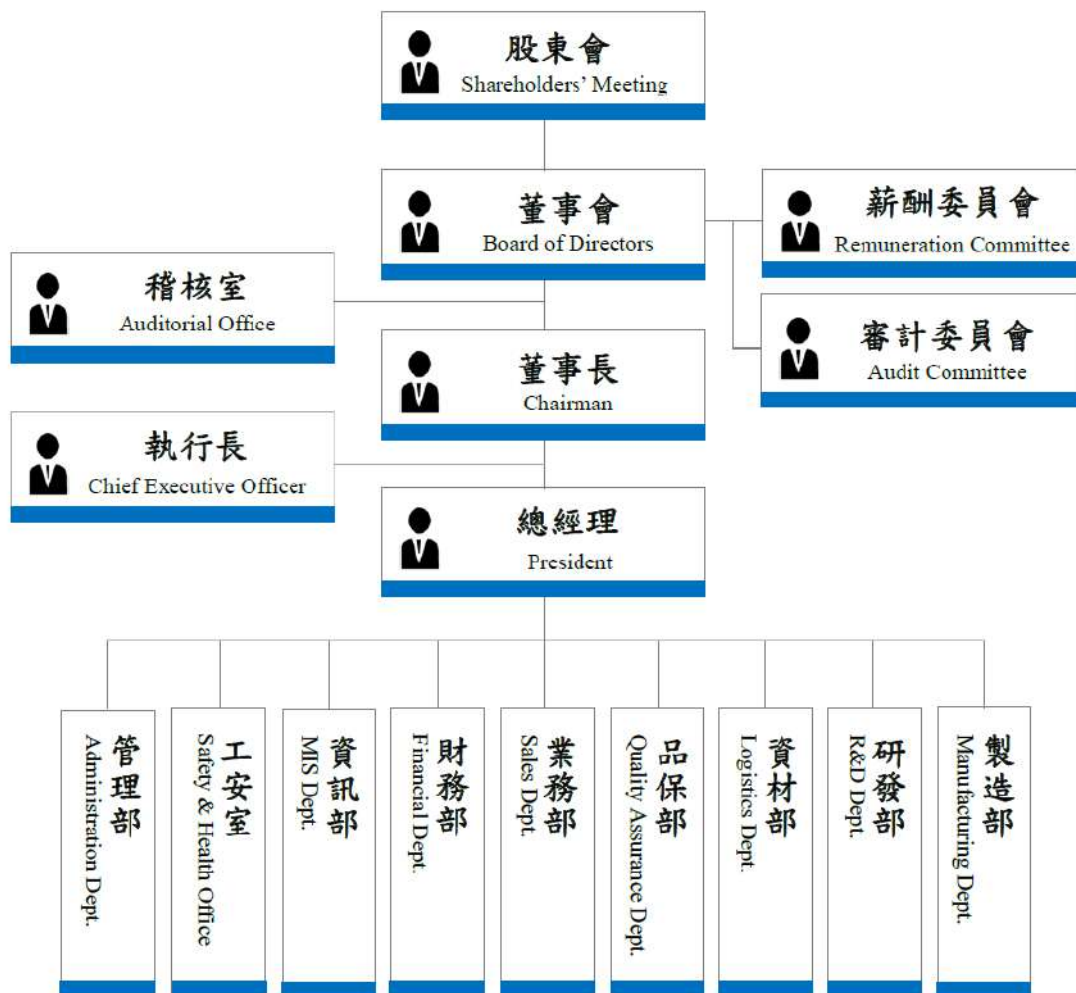 股東會
Shareholders’ Meeting
董事會
Board of Directors
薪酬委員會
Remuneration Committee
稽核室
Auditorial Office
審計委員會
Audit Committee
董事長
Chairman
執行長
Chief Executive Officer
總經理
President
管理部
Administration Dept.
工安室
Safety & Health Office
資訊部
MIS Dept.
財務部
Financial Dept.
業務部
Sales Dept.
品保部
Quality Assurance Dept.
資材部
Logistics Dept.
研發部
R&D Dept.
製造部
Manufacturing Dept.